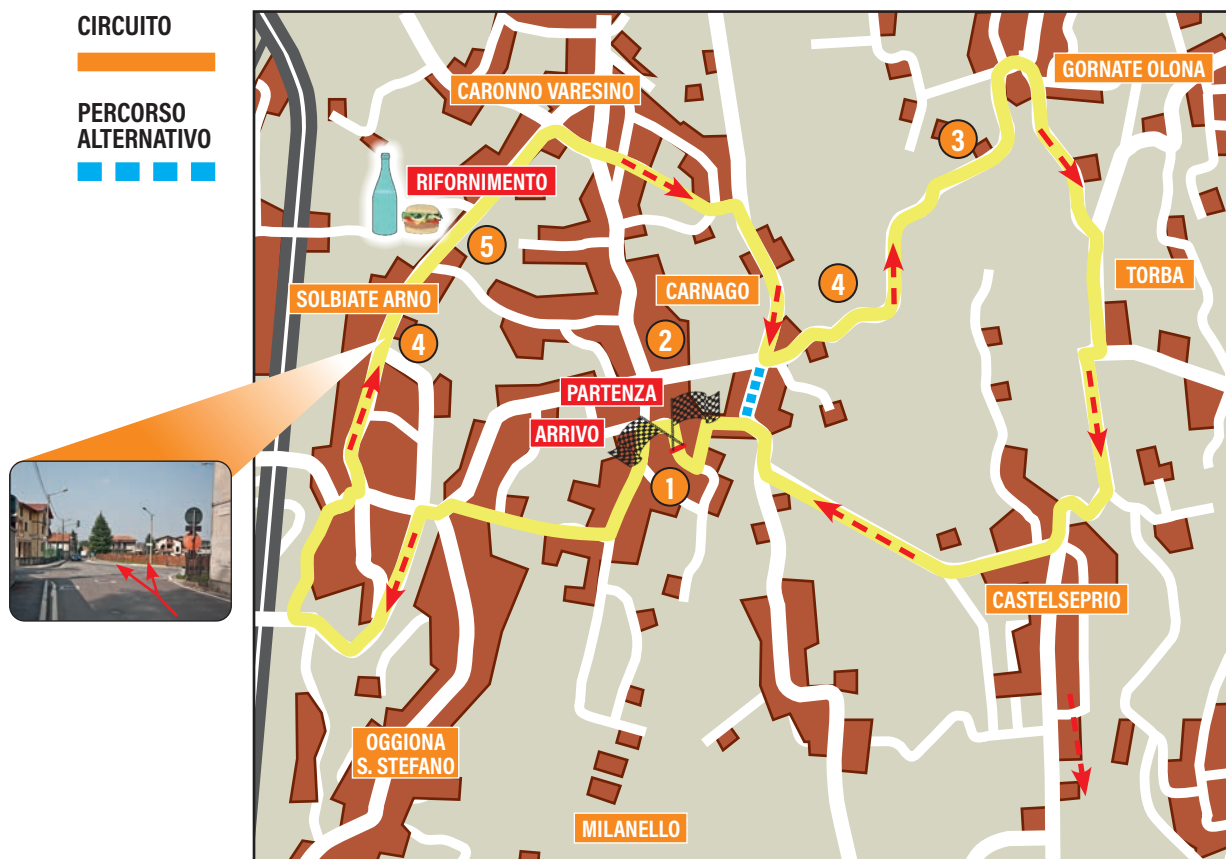 CIRCUITO
PERCORSO
ALTERNATIVO
CARONNO VARESINO
GORNATE OLONA
3
RIFORNIMENTO
5
TORBA
SOLBIATE ARNO
CARNAGO
4
4
2
PARTENZA
ARRIVO
1
CASTELSEPRIO
OGGIONA
S. STEFANO
MILANELLO